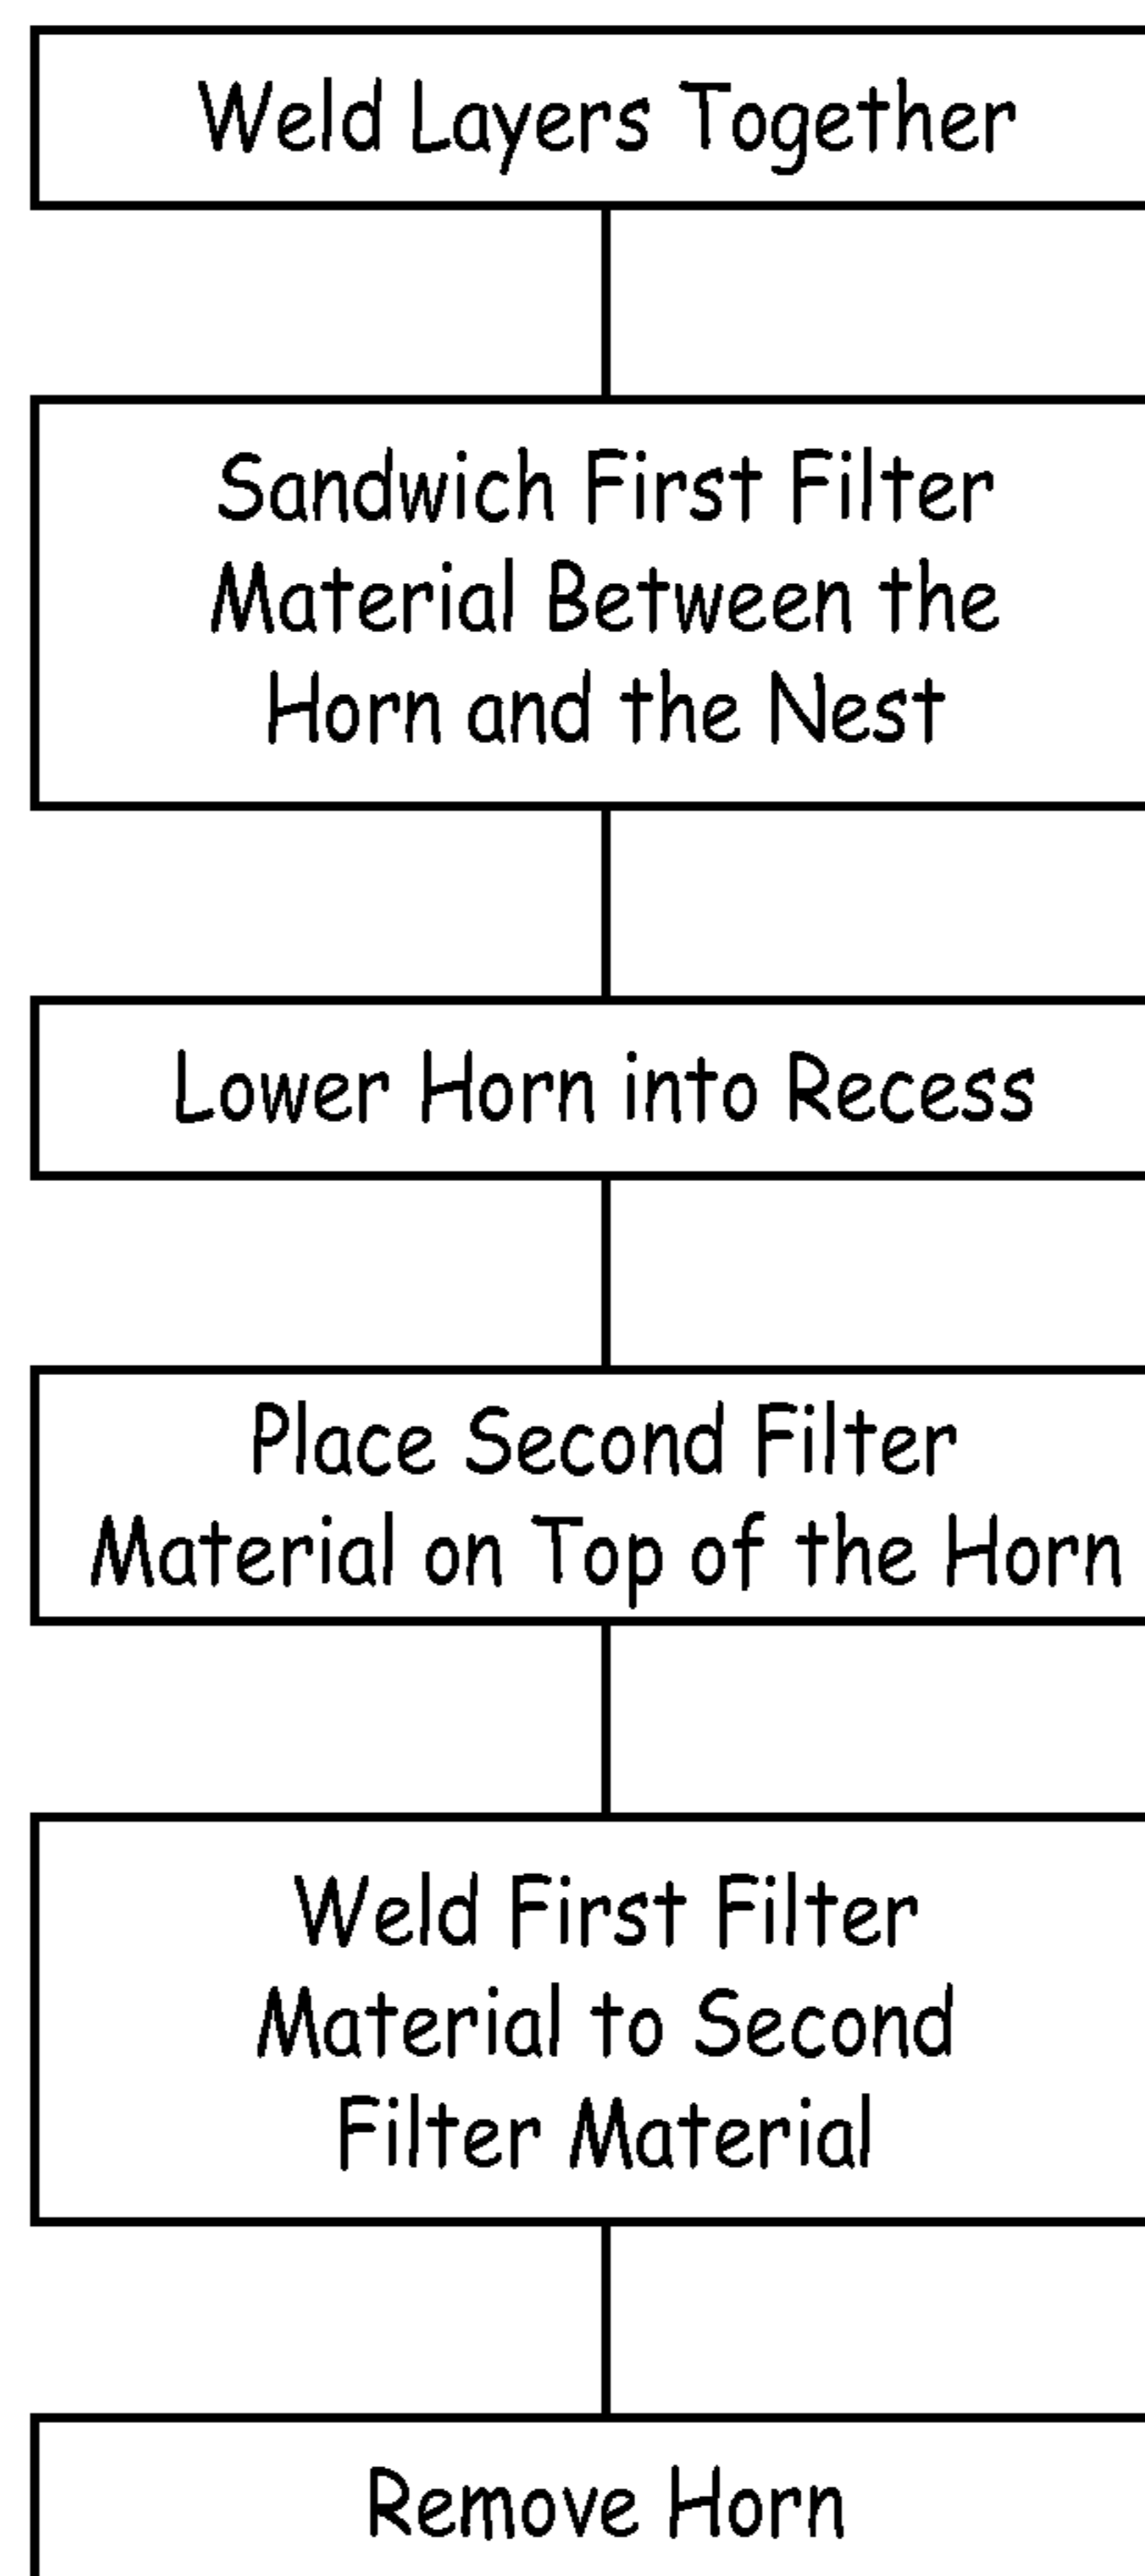 Weld Layers Together
Sandwich First Filter
Material Between the
Horn and the Nest
Lower Horn into Recess
Place Second Filter
Material on Top of the Horn
Weld First Filter
Material to Second
Filter Material
Remove Horn